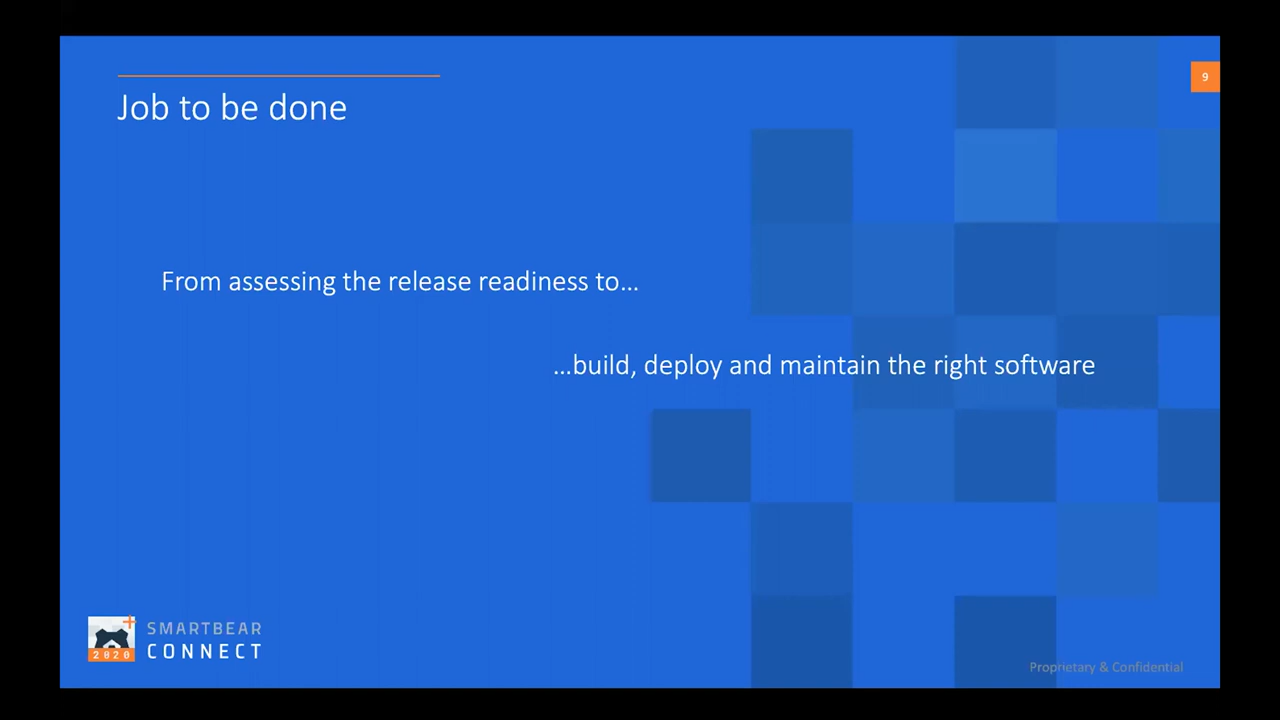 9
Job to be done
From assessing the release readiness to...
...build, deploy and maintain the right software
2020
SMARTBEAR
CONNECT
Proprietary & Confidential